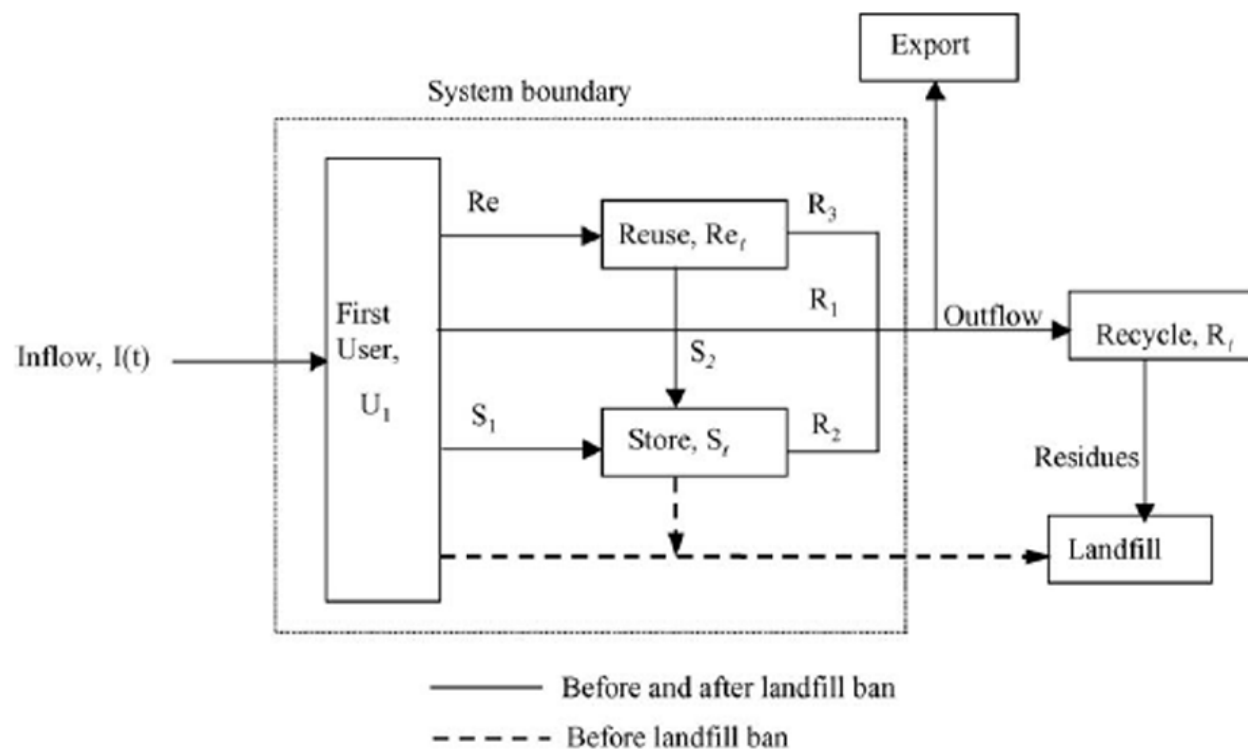 Export
System boundary
Re
R₃
Reuse, Reₜ
First
User,
U₁
R₁
Outflow
Recycle, Rₜ
Inflow, I(t)
S₂
S₁
R₂
Store, Sₜ
Residues
Landfill
Before and after landfill ban
Before landfill ban